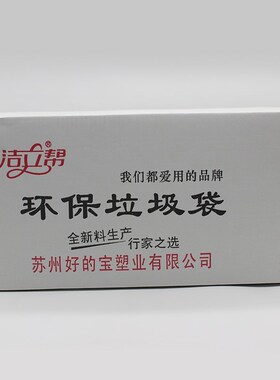 洁立帮®
我们都爱用的品牌
环保垃圾袋
全新料生产
行家之选
苏州好的宝塑业有限公司